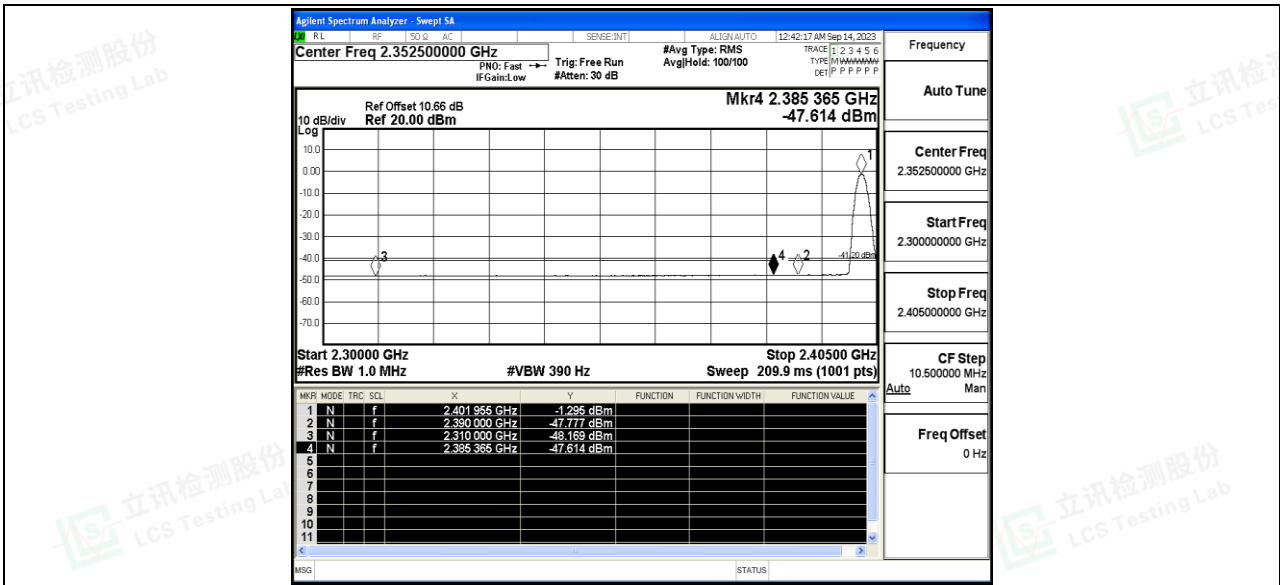 Agilent Spectrum Analyzer - Swept SA
RL RF 50 Ω AC SENSE:INT ALIGNAUTO 12:42:17 AM Sep 14, 2023
Center Freq 2.352500000 GHz
PNO: Fast
IFGain:Low
Trig: Free Run
#Atten: 30 dB
#Avg Type: RMS
Avg|Hold: 100/100
TRACE 1 2 3 4 5 6
TYPE MWWWWW
DET P P P P P P
Ref Offset 10.66 dB
10 dB/div Ref 20.00 dBm
Log
Mkr4 2.385 365 GHz
-47.614 dBm
10.0
0.00
-10.0
-20.0
-30.0
-40.0
-50.0
-60.0
-70.0
1
3
4
2
-41.20 dBm
Start 2.30000 GHz Stop 2.40500 GHz
#Res BW 1.0 MHz #VBW 390 Hz Sweep 209.9 ms (1001 pts)
MKR MODE TRC SCL X Y FUNCTION FUNCTION WIDTH FUNCTION VALUE
1 N f 2.401 955 GHz -1.295 dBm
2 N f 2.390 000 GHz -47.777 dBm
3 N f 2.310 000 GHz -48.169 dBm
4 N f 2.385 365 GHz -47.614 dBm
5
6
7
8
9
10
11
MSG STATUS
Frequency
Auto Tune
Center Freq
2.352500000 GHz
Start Freq
2.300000000 GHz
Stop Freq
2.405000000 GHz
CF Step
10.500000 MHz
Auto Man
Freq Offset
0 Hz
立讯检测股份
LCS Testing Lab
立讯检测
LCS Tes
立讯检测股份
LCS Testing Lab
立讯检测股份
LCS Testing Lab